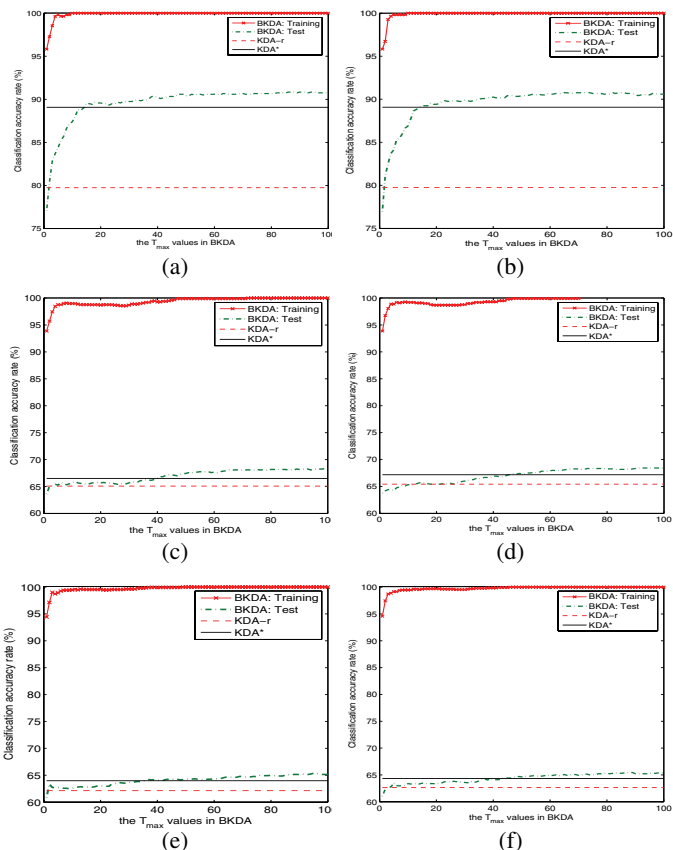 100
95
90
85
80
75
0
20
40
60
80
100
Classification accuracy rate (%)
the Tmax values in BKDA
BKDA: Training
BKDA: Test
KDA-r
KDA*
(a)
100
95
90
85
80
75
0
20
40
60
80
100
Classification accuracy rate (%)
the Tmax values in BKDA
BKDA: Training
BKDA: Test
KDA-r
KDA*
(b)
100
95
90
85
80
75
70
65
60
0
20
40
60
80
100
Classification accuracy rate (%)
the Tmax values in BKDA
BKDA: Training
BKDA: Test
KDA-r
KDA*
(c)
100
95
90
85
80
75
70
65
60
0
20
40
60
80
100
Classification accuracy rate (%)
the Tmax values in BKDA
BKDA: Training
BKDA: Test
KDA-r
KDA*
(d)
100
95
90
85
80
75
70
65
60
0
20
40
60
80
100
Classification accuracy rate (%)
the Tmax values in BKDA
BKDA: Training
BKDA: Test
KDA-r
KDA*
(e)
100
95
90
85
80
75
70
65
60
0
20
40
60
80
100
Classification accuracy rate (%)
the Tmax values in BKDA
BKDA: Training
BKDA: Test
KDA-r
KDA*
(f)